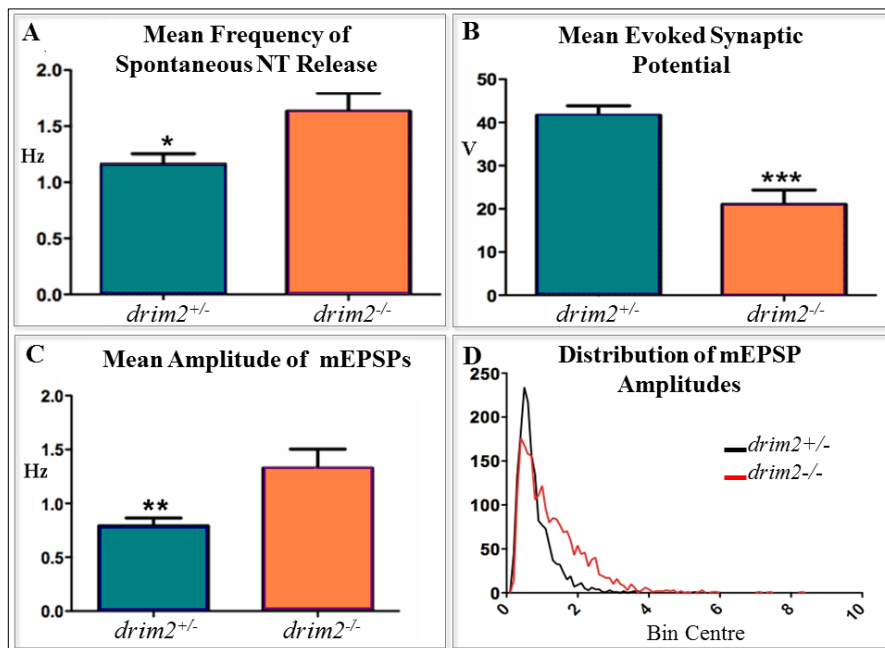 A
Mean Frequency of
Spontaneous NT Release
2.0
1.5
Hz
1.0
0.5
0.0
*
drim2+/-
drim2-/-
B
Mean Evoked Synaptic
Potential
50
40
V
30
20
10
0
***
drim2+/-
drim2-/-
C
Mean Amplitude of mEPSPs
2.0
1.5
Hz
1.0
0.5
0.0
**
drim2+/-
drim2-/-
D
Distribution of mEPSP
Amplitudes
250
200
150
100
50
0
drim2+/-
drim2-/-
0
2
4
6
8
10
Bin Centre